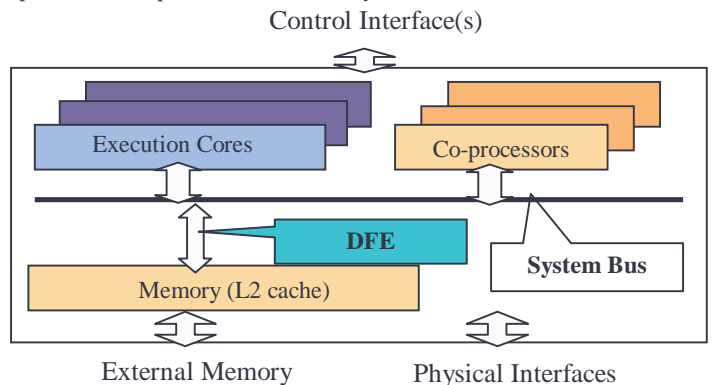 Control Interface(s)
Execution Cores
Co-processors
DFE
System Bus
Memory (L2 cache)
External Memory
Physical Interfaces